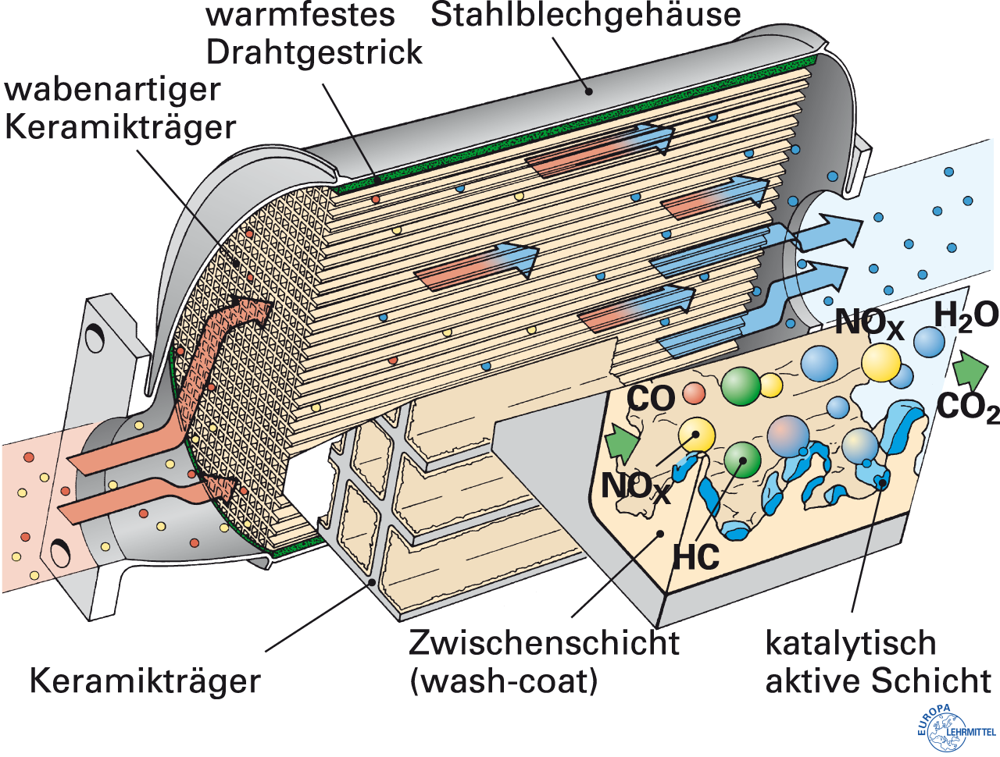 warmfestes
Drahtgestrick
Stahlblechgehäuse
wabenartiger
Keramikträger
NOX
H2O
CO
CO2
NOX
HC
Zwischenschicht
(wash-coat)
katalytisch
aktive Schicht
Keramikträger
EUROPA
LEHRMITTEL